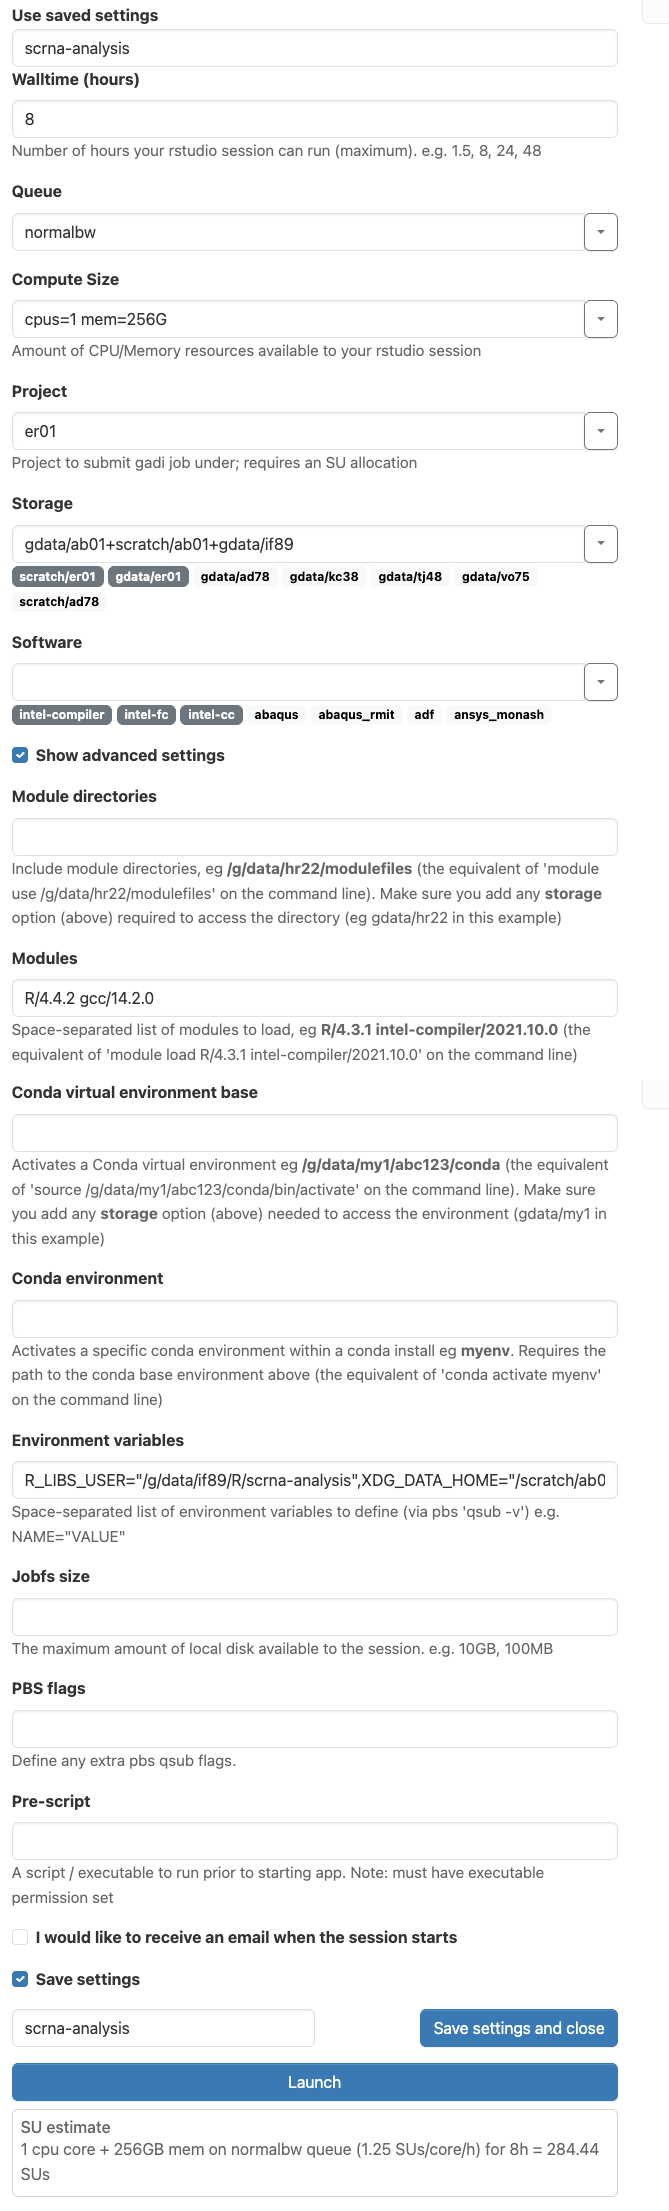 Use saved settings
scrna-analysis
Walltime (hours)
8
Number of hours your rstudio session can run (maximum). e.g. 1.5, 8, 24, 48
Queue
normalbw
Compute Size
cpus=1 mem=256G
Amount of CPU/Memory resources available to your rstudio session
Project
er01
Project to submit gadi job under; requires an SU allocation
Storage
gdata/ab01+scratch/ab01+gdata/if89
scratch/er01 gdata/er01 gdata/ad78 gdata/kc38 gdata/tj48 gdata/vo75
scratch/ad78
Software
intel-compiler intel-fc intel-cc abaqus abaqus_rmit adf ansys_monash
Show advanced settings
Module directories
Include module directories, eg /g/data/hr22/modulefiles (the equivalent of 'module
use /g/data/hr22/modulefiles' on the command line). Make sure you add any storage
option (above) required to access the directory (eg gdata/hr22 in this example)
Modules
R/4.4.2 gcc/14.2.0
Space-separated list of modules to load, eg R/4.3.1 intel-compiler/2021.10.0 (the
equivalent of 'module load R/4.3.1 intel-compiler/2021.10.0' on the command line)
Conda virtual environment base
Activates a Conda virtual environment eg /g/data/my1/abc123/conda (the equivalent
of 'source /g/data/my1/abc123/conda/bin/activate' on the command line). Make sure
you add any storage option (above) needed to access the environment (gdata/my1 in
this example)
Conda environment
Activates a specific conda environment within a conda install eg myenv. Requires the
path to the conda base environment above (the equivalent of 'conda activate myenv'
on the command line)
Environment variables
R_LIBS_USER="/g/data/if89/R/scrna-analysis",XDG_DATA_HOME="/scratch/ab0
Space-separated list of environment variables to define (via pbs 'qsub -v') e.g.
NAME="VALUE"
Jobfs size
The maximum amount of local disk available to the session. e.g. 10GB, 100MB
PBS flags
Define any extra pbs qsub flags.
Pre-script
A script / executable to run prior to starting app. Note: must have executable
permission set
I would like to receive an email when the session starts
Save settings
scrna-analysis
Save settings and close
Launch
SU estimate
1 cpu core + 256GB mem on normalbw queue (1.25 SUs/core/h) for 8h = 284.44
SUs